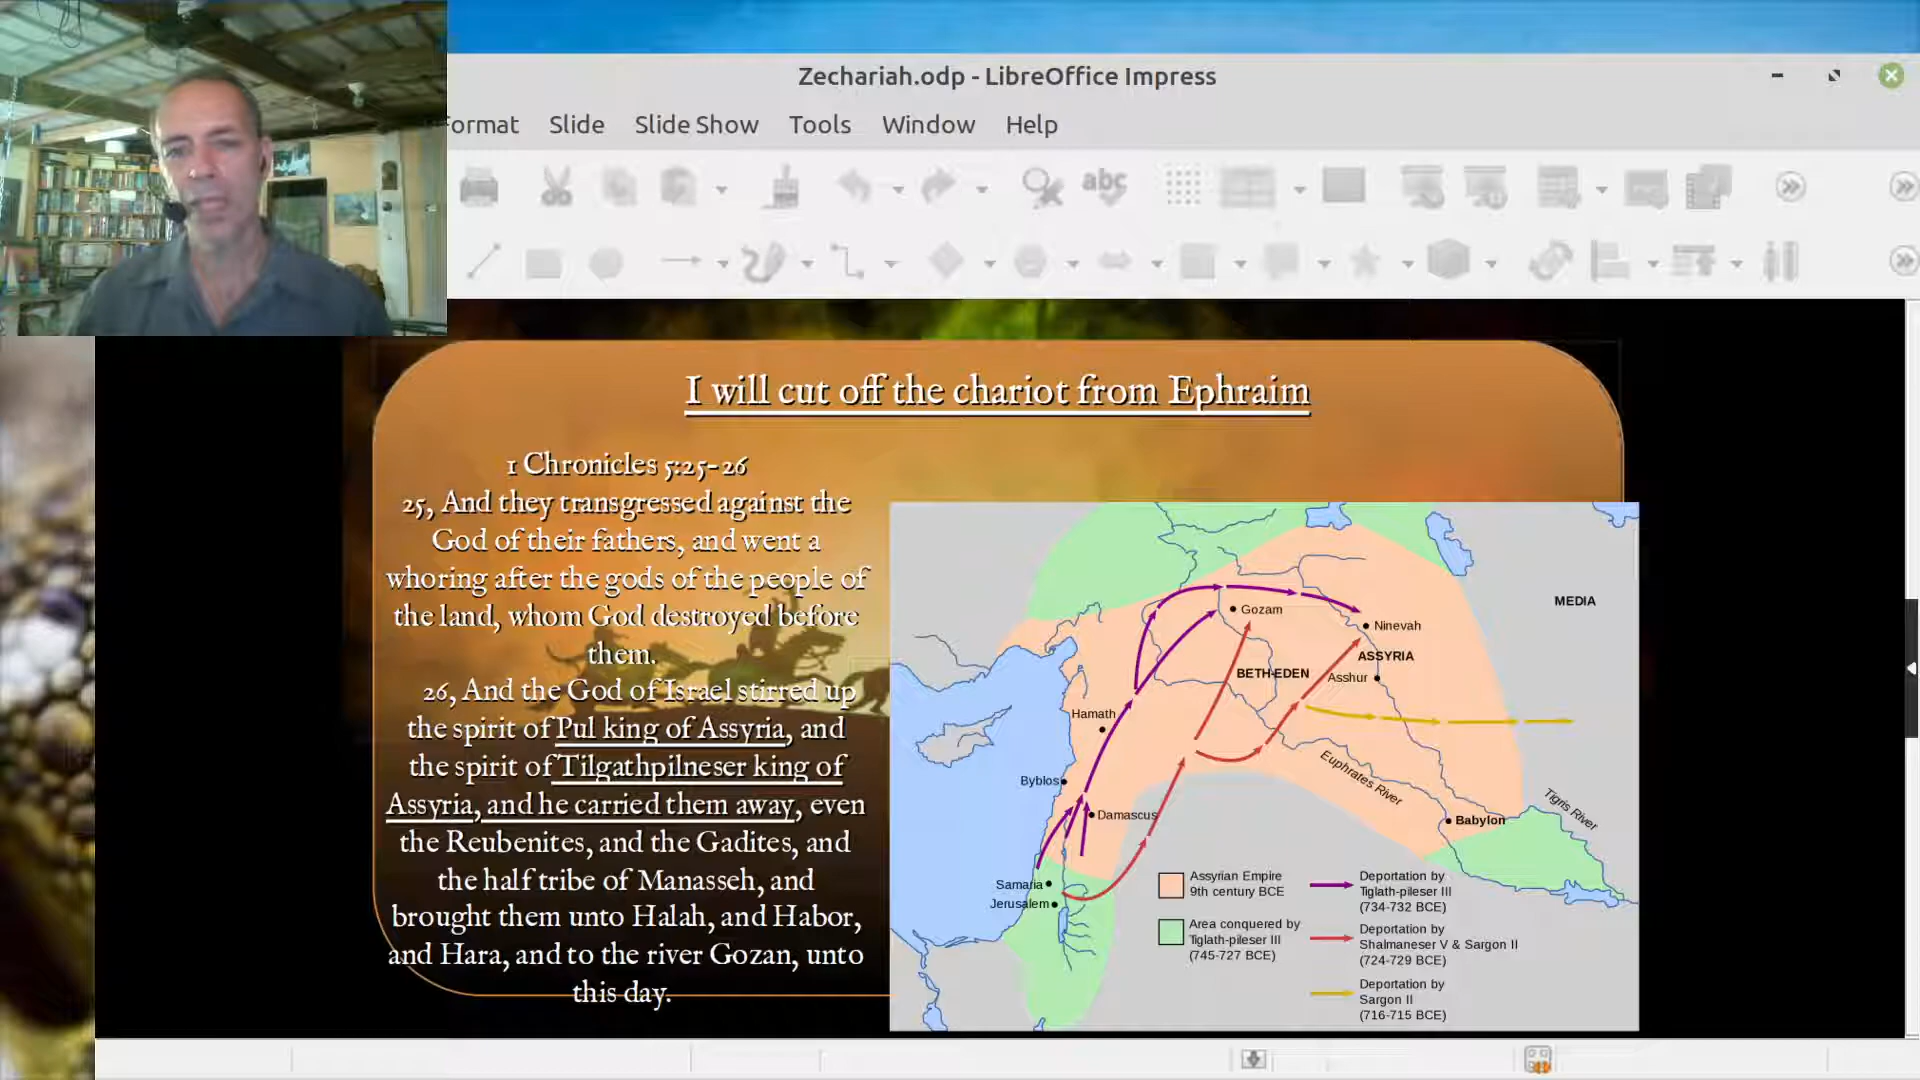 Zechariah.odp - LibreOffice Impress
Format Slide Slide Show Tools Window Help
abc
I will cut off the chariot from Ephraim
1 Chronicles 5:25-26
25, And they transgressed against the
God of their fathers, and went a
whoring after the gods of the people of
the land, whom God destroyed before
them.
26, And the God of Israel stirred up
the spirit of Pul king of Assyria, and
the spirit of Tilgathpilneser king of
Assyria, and he carried them away, even
the Reubenites, and the Gadites, and
the half tribe of Manasseh, and
brought them unto Halah, and Habor,
and Hara, and to the river Gozan, unto
this day.
MEDIA
Gozam
Ninevah
ASSYRIA
BETH-EDEN
Asshur
Hamath
Byblos
Euphrates River
Tigris River
Damascus
Babylon
Samaria
Jerusalem
Assyrian Empire
9th century BCE
Area conquered by
Tiglath-pileser III
(745-727 BCE)
Deportation by
Tiglath-pileser III
(734-732 BCE)
Deportation by
Shalmaneser V & Sargon II
(724-729 BCE)
Deportation by
Sargon II
(716-715 BCE)